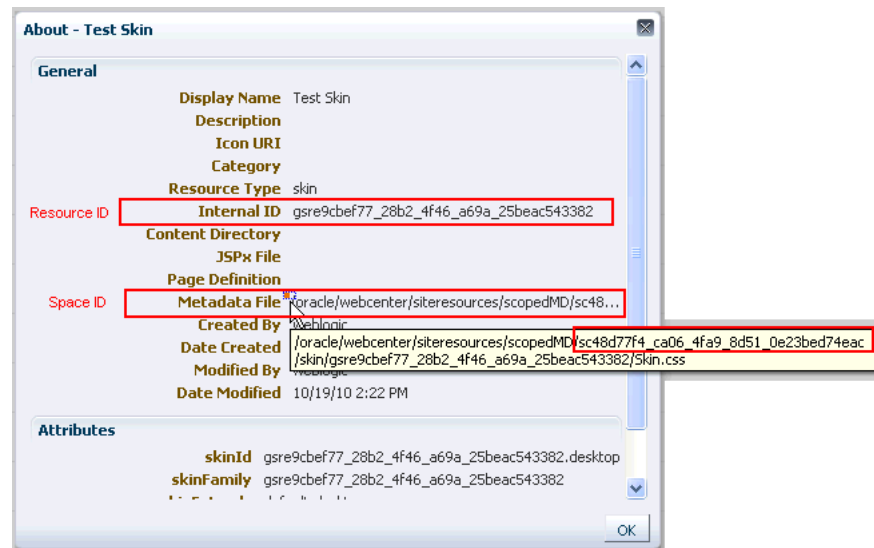 About - Test Skin
General
Display Name Test Skin
Description
Icon URI
Category
Resource Type skin
Resource ID Internal ID gsre9cbef77_28b2_4f46_a69a_25beac543382
Content Directory
JSPx File
Page Definition
Space ID Metadata File /oracle/webcenter/siteresources/scopedMD/sc48...
Created By weblogic
/oracle/webcenter/siteresources/scopedMD/sc48d77f4_ca06_4fa9_8d51_0e23bed74eac
/skin/gsre9cbef77_28b2_4f46_a69a_25beac543382/Skin.css
Date Created
Modified By weblogic
Date Modified 10/19/10 2:22 PM
Attributes
skinId gsre9cbef77_28b2_4f46_a69a_25beac543382.desktop
skinFamily gsre9cbef77_28b2_4f46_a69a_25beac543382
OK